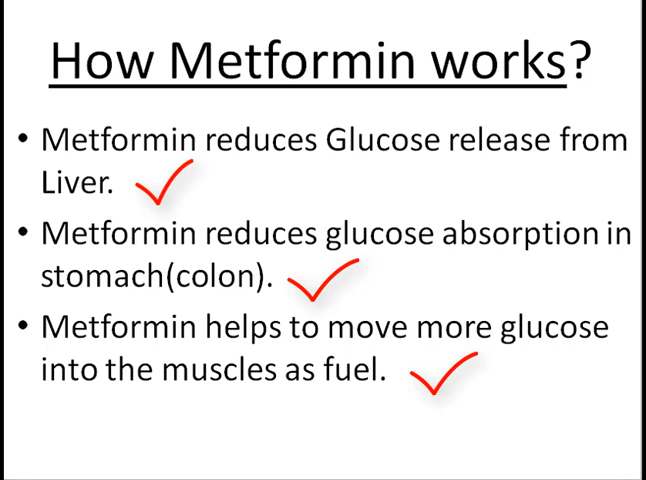 How Metformin works?
• Metformin reduces Glucose release from
Liver.
• Metformin reduces glucose absorption in
stomach(colon).
• Metformin helps to move more glucose
into the muscles as fuel.